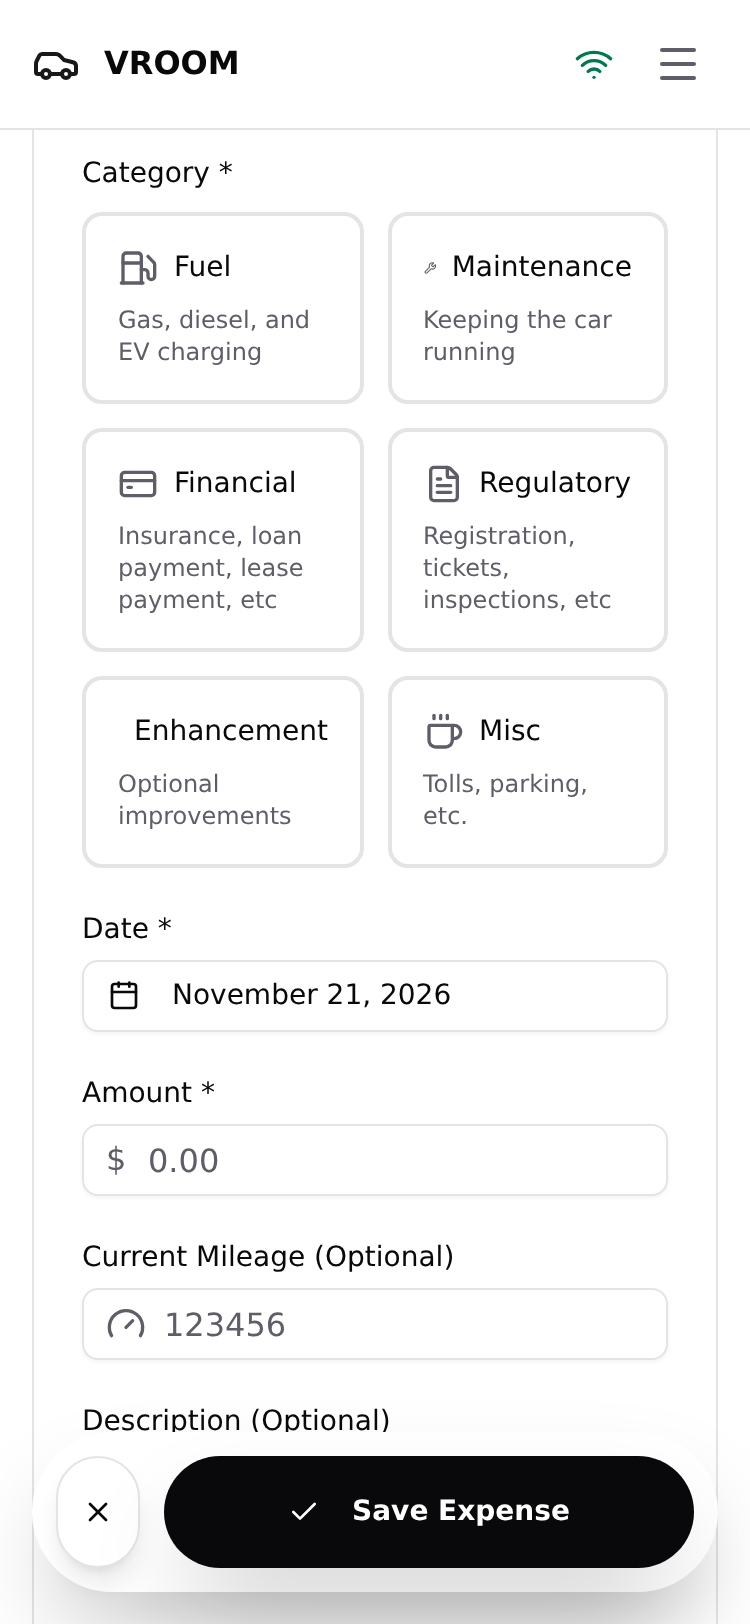 VROOM
Category *
Fuel
Gas, diesel, and
EV charging
Maintenance
Keeping the car
running
Financial
Insurance, loan
payment, lease
payment, etc
Regulatory
Registration,
tickets,
inspections, etc
Enhancement
Optional
improvements
Misc
Tolls, parking,
etc.
Date *
November 21, 2026
Amount *
$ 0.00
Current Mileage (Optional)
123456
Description (Optional)
Save Expense